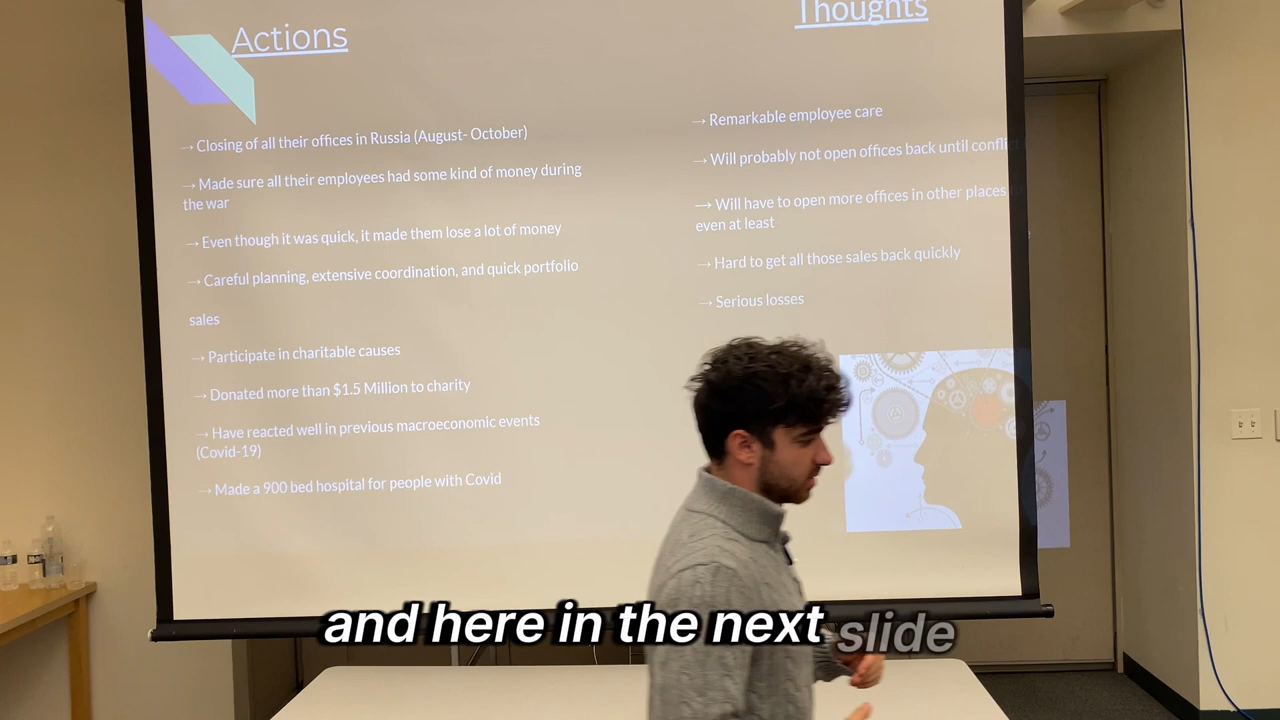 Actions
Thoughts
→ Closing of all their offices in Russia (August- October)
→ Made sure all their employees had some kind of money during
the war
→ Even though it was quick, it made them lose a lot of money
→ Careful planning, extensive coordination, and quick portfolio
sales
→ Participate in charitable causes
→ Donated more than $1.5 Million to charity
→ Have reacted well in previous macroeconomic events
(Covid-19)
→ Made a 900 bed hospital for people with Covid
→ Remarkable employee care
→ Will probably not open offices back until conflict
→ Will have to open more offices in other places
even at least
→ Hard to get all those sales back quickly
→ Serious losses
and here in the next slide